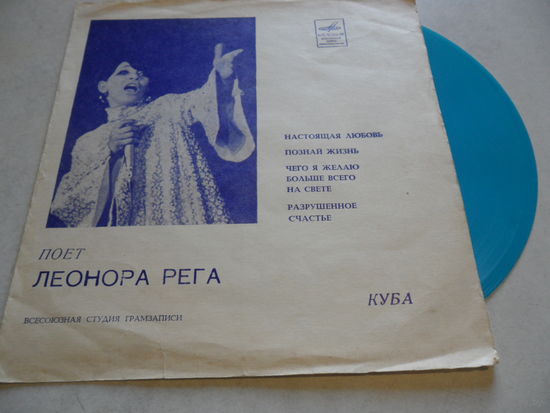 НАСТОЯЩАЯ ЛЮБОВЬ
ПОЗНАЙ ЖИЗНЬ
ЧЕГО Я ЖЕЛАЮ
БОЛЬШЕ ВСЕГО
НА СВЕТЕ
РАЗРУШЕННОЕ
СЧАСТЬЕ
ПОЕТ
ЛЕОНОРА РЕГА
КУБА
ВСЕСОЮЗНАЯ СТУДИЯ ГРАМЗАПИСИ